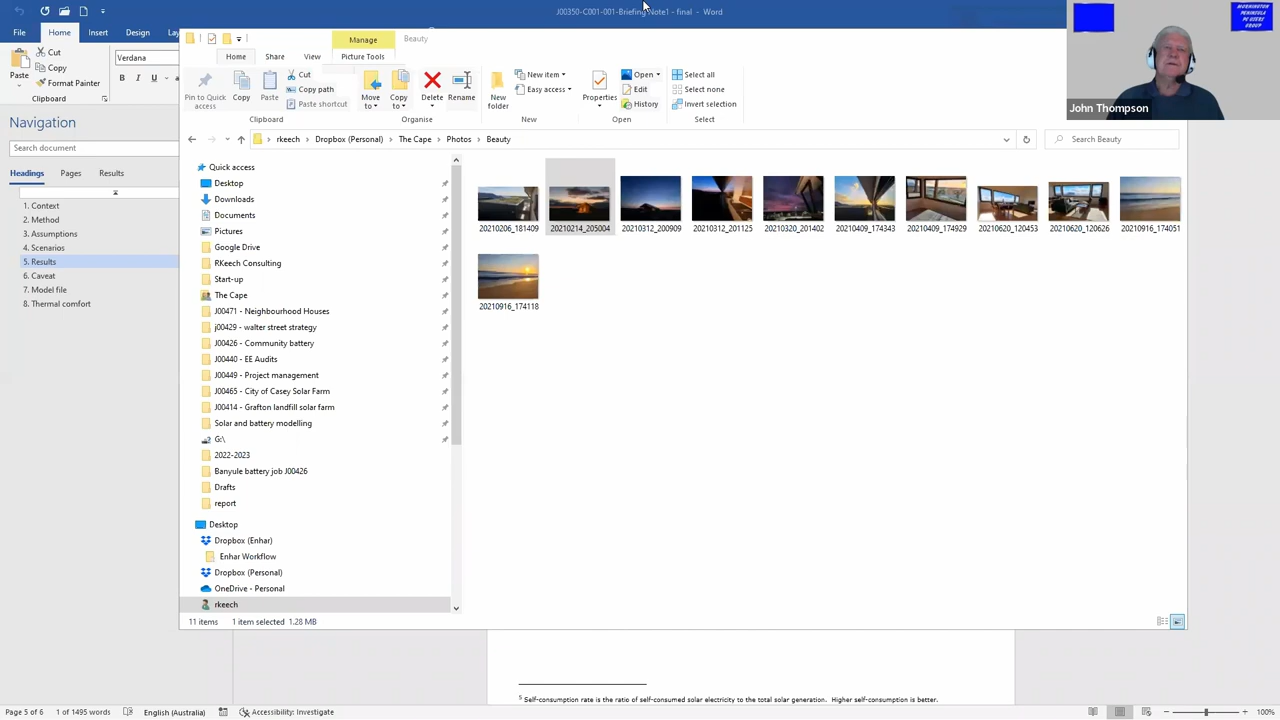 J00350-C001-001-Briefing Note1 - final - Word
File Home Insert Draw Design
Paste
Cut
Copy
Format Painter
Clipboard
Verdana
B I U
Navigation
Search document
Headings Pages Results
1. Context
2. Method
3. Assumptions
4. Scenarios
5. Results
6. Caveat
7. Model file
8. Thermal comfort
Manage Beauty
Home Share View Picture Tools
Pin to Quick access
Copy
Paste
Cut
Copy path
Paste shortcut
Clipboard
Move to
Copy to
Delete
Rename
Organise
New folder
New item
Easy access
New
Properties
Open
Edit
History
Open
Select all
Select none
Invert selection
Select
rkeech > Dropbox (Personal) > The Cape > Photos > Beauty
Search Beauty
Quick access
Desktop
Downloads
Documents
Pictures
Google Drive
RKeech Consulting
Start-up
The Cape
J00471 - Neighbourhood Houses
j00429 - walter street strategy
J00426 - Community battery
J00440 - EE Audits
J00449 - Project management
J00465 - City of Casey Solar Farm
J00414 - Grafton landfill solar farm
Solar and battery modelling
G:\
2022-2023
Banyule battery job J00426
Drafts
report
Desktop
Dropbox (Enhar)
Enhar Workflow
Dropbox (Personal)
OneDrive - Personal
rkeech
20210206_181409 20210214_205004 20210312_200909 20210312_201125 20210320_201402 20210409_174343 20210409_174929 20210620_120453 20210620_120626 20210916_174051
20210916_174118
11 items 1 item selected 1.28 MB
MORNINGTON
PENINSULA
PC USERS
GROUP
John Thompson
5 Self-consumption rate is the ratio of self-consumed solar electricity to the total solar generation. Higher self-consumption is better.
Page 5 of 6 1 of 1495 words English (Australia) Accessibility: Investigate 100%